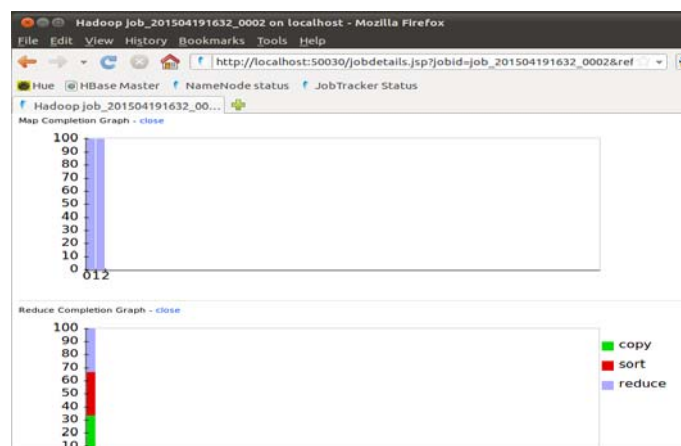 Hadoop job_201504191632_0002 on localhost - Mozilla Firefox
File Edit View History Bookmarks Tools Help
http://localhost:50030/jobdetails.jsp?jobid=job_201504191632_0002&ref
Hue HBase Master NameNode status JobTracker Status
Hadoop job_201504191632_00...
Map Completion Graph - close
100
90
80
70
60
50
40
30
20
10
0
012
Reduce Completion Graph - close
100
90
80
70
60
50
40
30
20
10
copy
sort
reduce